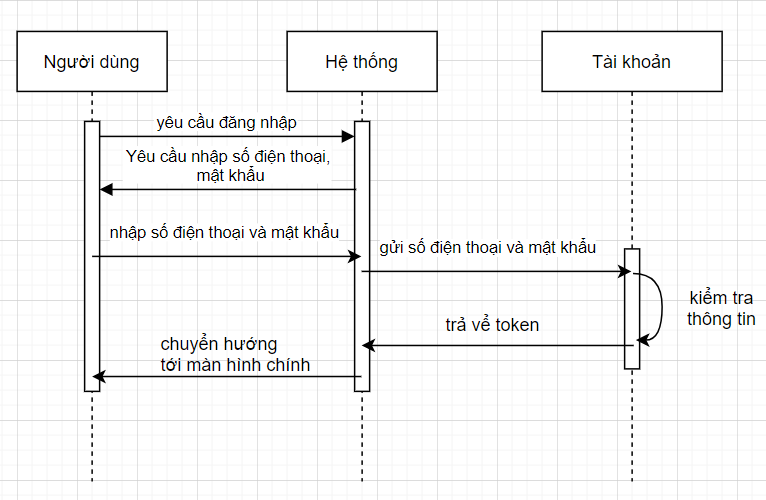 Người dùng
Hệ thống
Tài khoản
yêu cầu đăng nhập
Yêu cầu nhập số điện thoại,
mật khẩu
nhập số điện thoại và mật khẩu
gửi số điện thoại và mật khẩu
kiểm tra
thông tin
trả vể token
chuyển hướng
tới màn hình chính